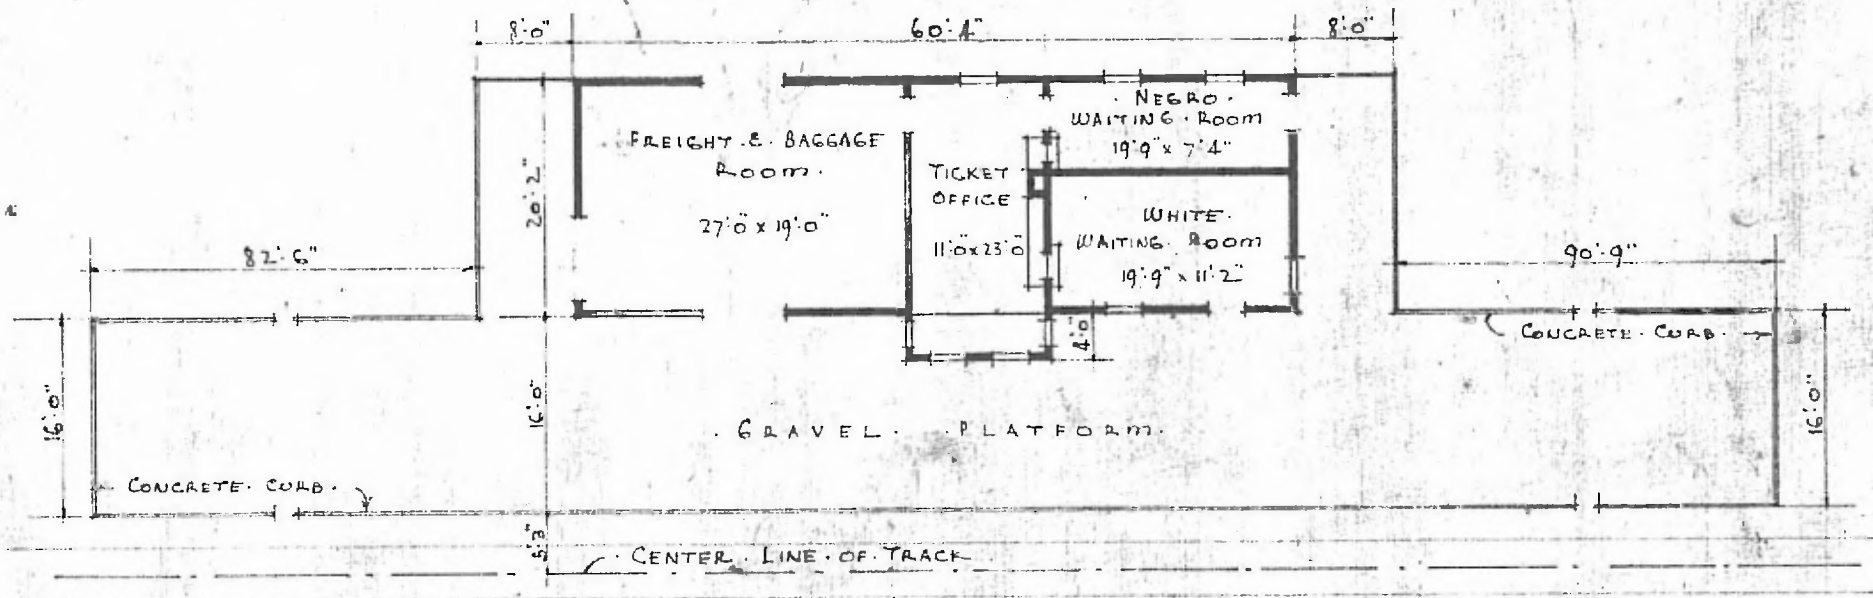 8'-0"
60'-4"
8'-0"
FREIGHT & BAGGAGE
ROOM.
27'-0" x 19'-0"
TICKET
OFFICE
11'-0" x 23'-0"
· NEGRO ·
WAITING · ROOM
19'-9" x 7'-4"
WHITE ·
WAITING · ROOM
19'-9" x 11'-2"
20'-2"
82'-6"
90'-9"
4'-0"
CONCRETE · CURB ·
16'-0"
16'-0"
16'-0"
· GRAVEL · · PLATFORM ·
CONCRETE · CURB ·
5'-3"
· CENTER · LINE · OF · TRACK